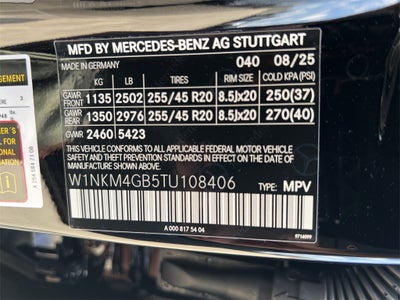 MFD BY MERCEDES-BENZ AG STUTTGART
MADE IN GERMANY 040 08/25
KG LB TIRES RIM SIZE COLD KPA(PSI)
GAWR FRONT 1135 2502 255/45 R20 8.5Jx20 250(37)
GAWR REAR 1350 2976 255/45 R20 8.5Jx20 270(40)
GVWR 2460 5423
THIS VEHICLE CONFORMS TO ALL APPLICABLE FEDERAL MOTOR VEHICLE
SAFETY STANDARDS IN EFFECT ON THE DATE OF MANUFACTURE SHOWN ABOVE.
W1NKM4GB5TU108406 TYPE: MPV
A 000 817 54 04